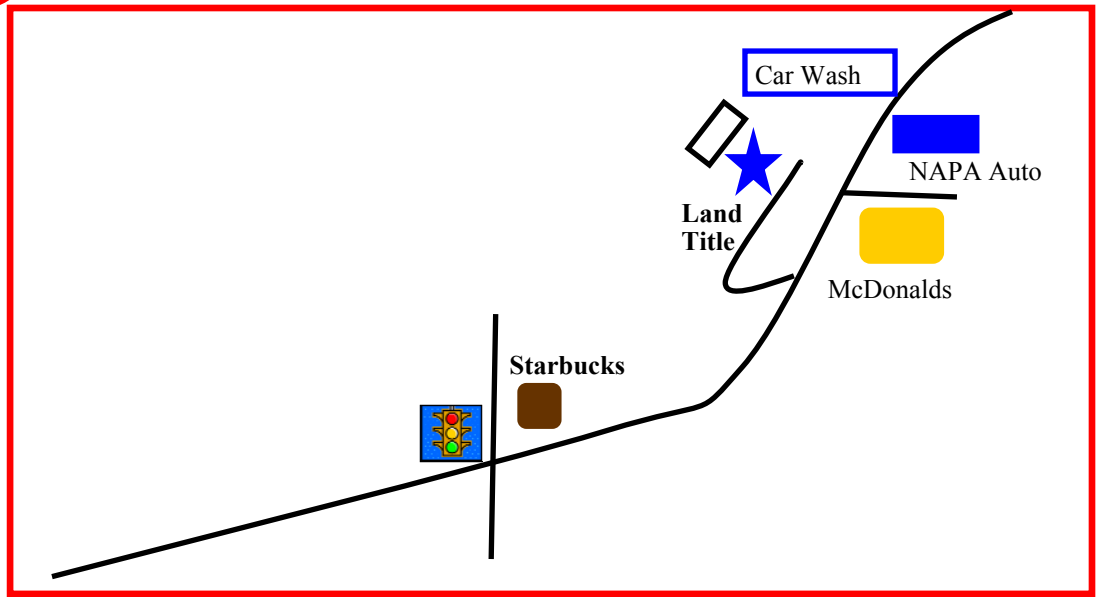 Car Wash
NAPA Auto
Land
Title
McDonalds
Starbucks